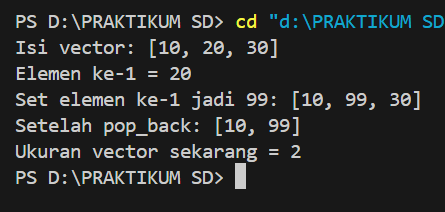 PS D:\PRAKTIKUM SD> cd "d:\PRAKTIKUM SD
Isi vector: [10, 20, 30]
Elemen ke-1 = 20
Set elemen ke-1 jadi 99: [10, 99, 30]
Setelah pop_back: [10, 99]
Ukuran vector sekarang = 2
PS D:\PRAKTIKUM SD>